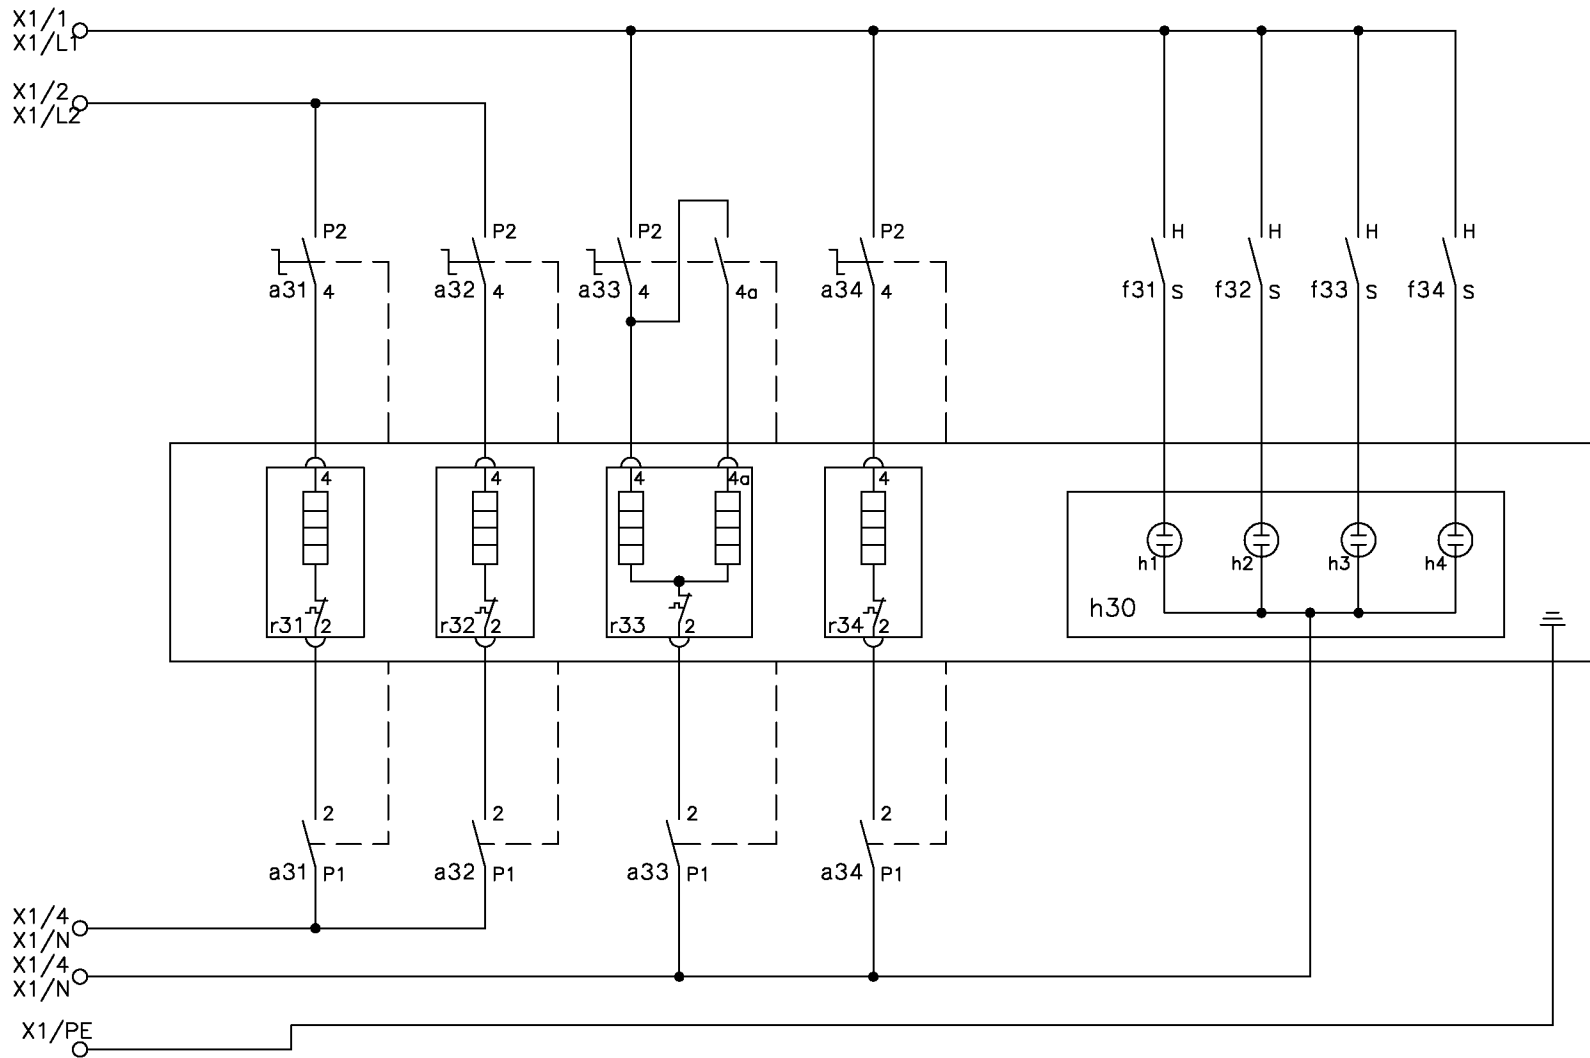 X1/1
X1/L1
X1/2
X1/L2
P2 P2 P2 P2 H H H H
a31 4 a32 4 a33 4 4a a34 4 f31 S f32 S f33 S f34 S
4 4 4 4a 4
h1 h2 h3 h4
h30
r31 2 r32 2 r33 2 r34 2
2 2 2 2
a31 P1 a32 P1 a33 P1 a34 P1
X1/4
X1/N
X1/4
X1/N
X1/PE